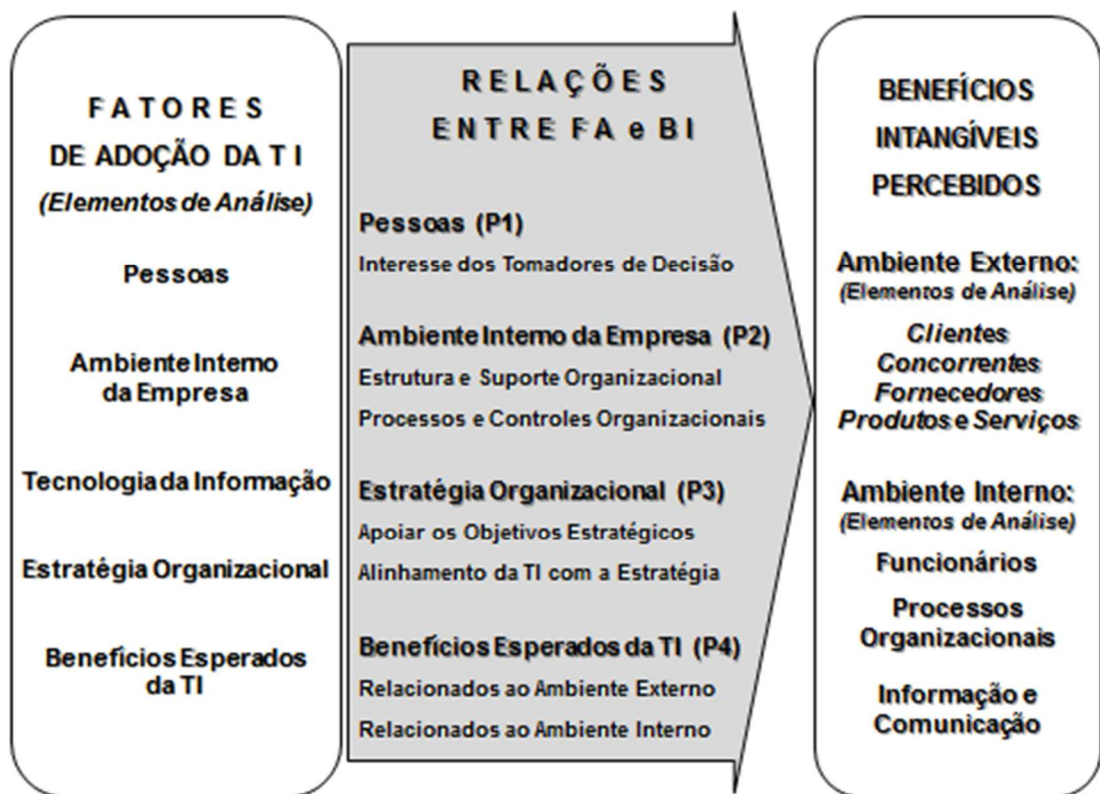 FATORES
DE ADOÇÃO DA TI
(Elementos de Análise)
Pessoas
Ambiente Interno
da Empresa
Tecnologia da Informação
Estratégia Organizacional
Benefícios Esperados
da TI
RELAÇÕES
ENTRE FA e BI
Pessoas (P1)
Interesse dos Tomadores de Decisão
Ambiente Interno da Empresa (P2)
Estrutura e Suporte Organizacional
Processos e Controles Organizacionais
Estratégia Organizacional (P3)
Apoiar os Objetivos Estratégicos
Alinhamento da TI com a Estratégia
Benefícios Esperados da TI (P4)
Relacionados ao Ambiente Externo
Relacionados ao Ambiente Interno
BENEFÍCIOS
INTANGÍVEIS
PERCEBIDOS
Ambiente Externo:
(Elementos de Análise)
Clientes
Concorrentes
Fornecedores
Produtos e Serviços
Ambiente Interno:
(Elementos de Análise)
Funcionários
Processos
Organizacionais
Informação e
Comunicação